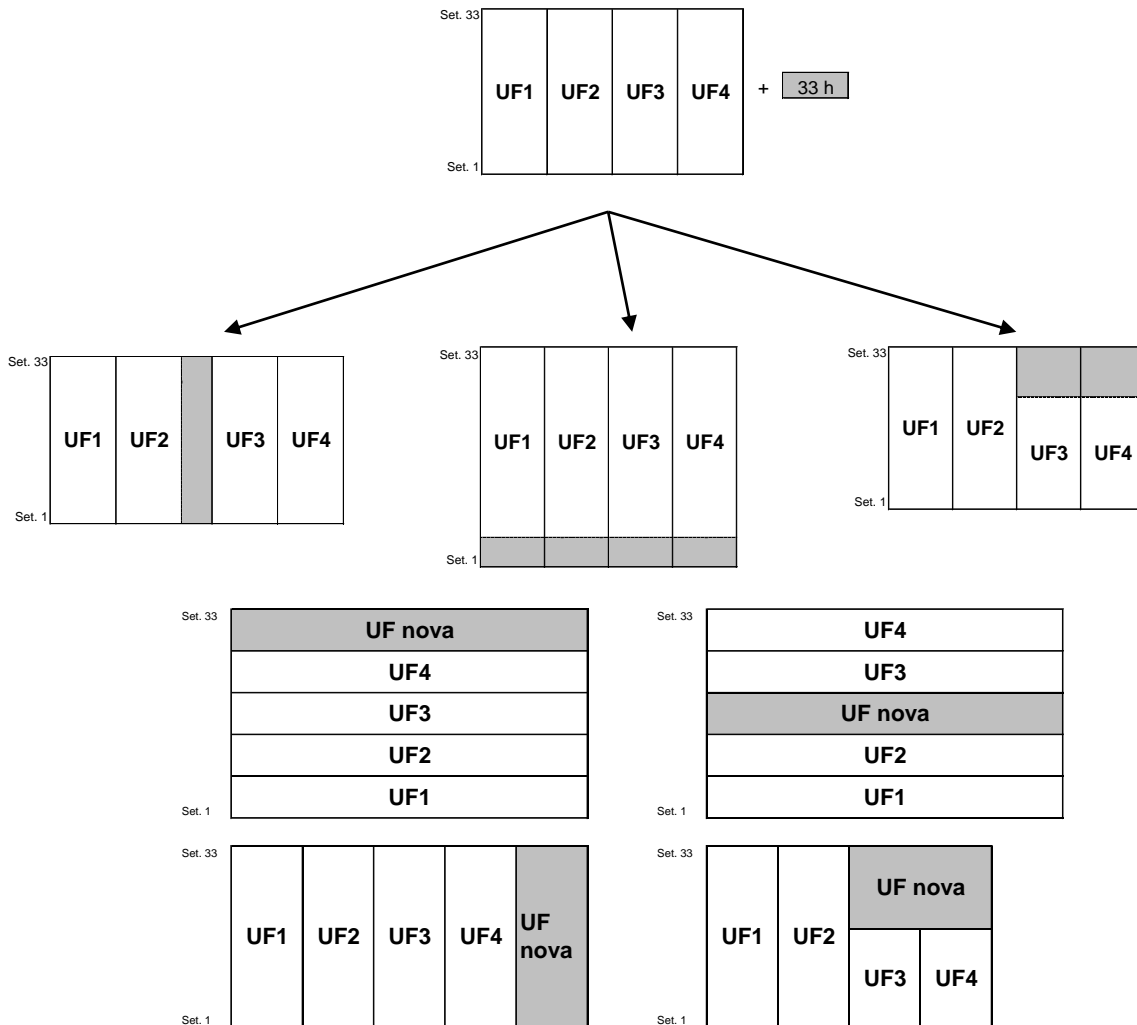 Set. 33
UF1 UF2 UF3 UF4 + 33 h
Set. 1
Set. 33
UF1 UF2 UF3 UF4
Set. 1
Set. 33
UF1 UF2 UF3 UF4
Set. 1
Set. 33
UF1 UF2 UF3 UF4
Set. 1
Set. 33
UF nova
UF4
UF3
UF2
UF1
Set. 1
Set. 33
UF4
UF3
UF nova
UF2
UF1
Set. 1
Set. 33
UF1 UF2 UF3 UF4 UF
nova
Set. 1
Set. 33
UF nova
UF1 UF2
UF3 UF4
Set. 1